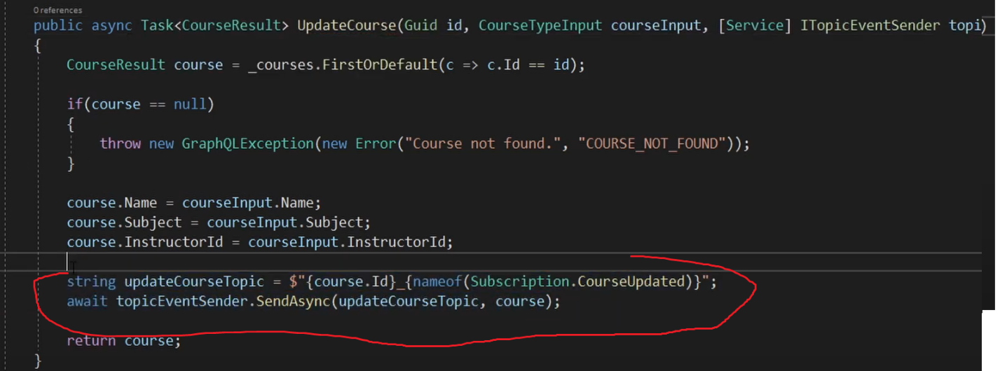 0 references
public async Task<CourseResult> UpdateCourse(Guid id, CourseTypeInput courseInput, [Service] ITopicEventSender topi)
{
CourseResult course = _courses.FirstOrDefault(c => c.Id == id);
if(course == null)
{
throw new GraphQLException(new Error("Course not found.", "COURSE_NOT_FOUND"));
}
course.Name = courseInput.Name;
course.Subject = courseInput.Subject;
course.InstructorId = courseInput.InstructorId;
string updateCourseTopic = $"{course.Id}_{nameof(Subscription.CourseUpdated)}";
await topicEventSender.SendAsync(updateCourseTopic, course);
return course;
}